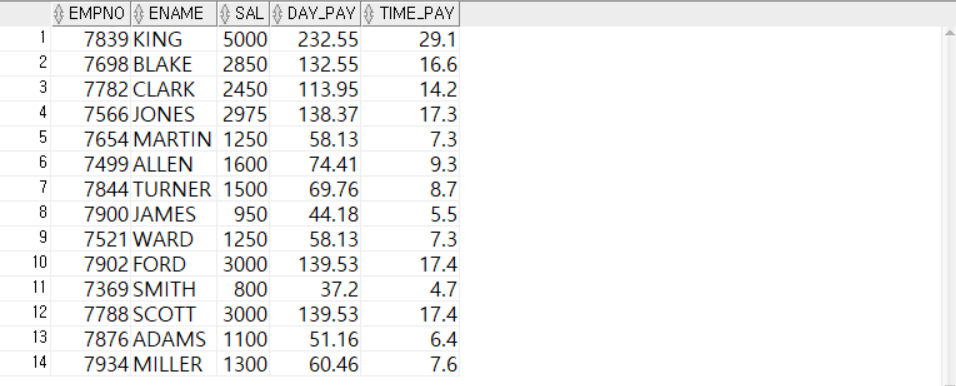 EMPNO ENAME SAL DAY_PAY TIME_PAY
1 7839 KING 5000 232.55 29.1
2 7698 BLAKE 2850 132.55 16.6
3 7782 CLARK 2450 113.95 14.2
4 7566 JONES 2975 138.37 17.3
5 7654 MARTIN 1250 58.13 7.3
6 7499 ALLEN 1600 74.41 9.3
7 7844 TURNER 1500 69.76 8.7
8 7900 JAMES 950 44.18 5.5
9 7521 WARD 1250 58.13 7.3
10 7902 FORD 3000 139.53 17.4
11 7369 SMITH 800 37.2 4.7
12 7788 SCOTT 3000 139.53 17.4
13 7876 ADAMS 1100 51.16 6.4
14 7934 MILLER 1300 60.46 7.6